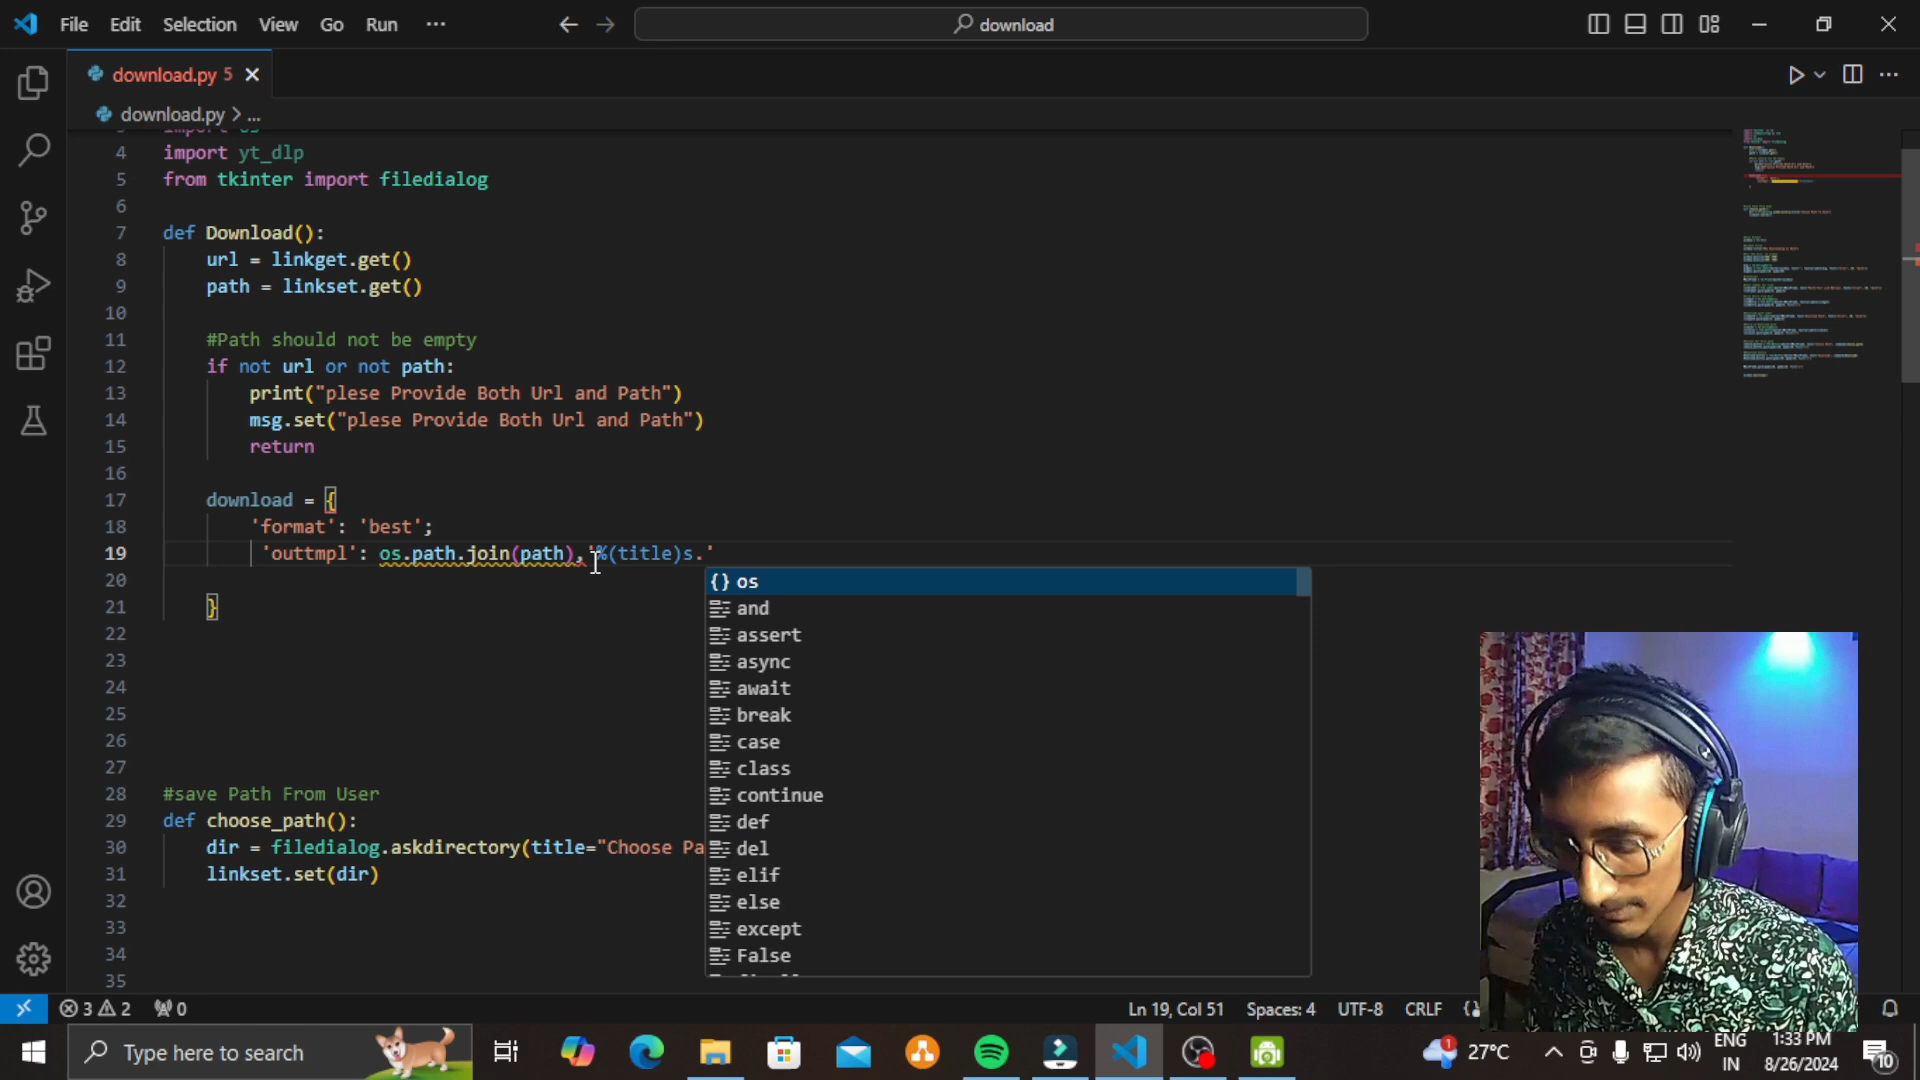 File Edit Selection View Go Run ··· download
download.py 5
download.py > ...
4 import yt_dlp
5 from tkinter import filedialog
6
7 def Download():
8 url = linkget.get()
9 path = linkset.get()
10
11 #Path should not be empty
12 if not url or not path:
13 print("plese Provide Both Url and Path")
14 msg.set("plese Provide Both Url and Path")
15 return
16
17 download = {
18 'format': 'best';
19 'outtmpl': os.path.join(path),'%(title)s.'
20
21 }
22
23
24
25
26
27
28 #save Path From User
29 def choose_path():
30 dir = filedialog.askdirectory(title="Choose Pa
31 linkset.set(dir)
32
33
34
35
{} os
and
assert
async
await
break
case
class
continue
def
del
elif
else
except
False
3 2 0 Ln 19, Col 51 Spaces: 4 UTF-8 CRLF {}
Type here to search 1 27°C ENG IN 1:33 PM 8/26/2024 10